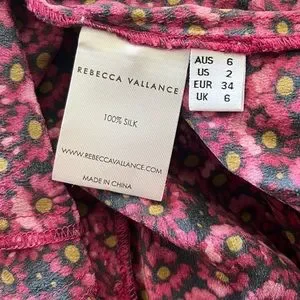 REBECCA VALLANCE
100% SILK
WWW.REBECCAVALLANCE.COM
MADE IN CHINA
AUS 6
US 2
EUR 34
UK 6